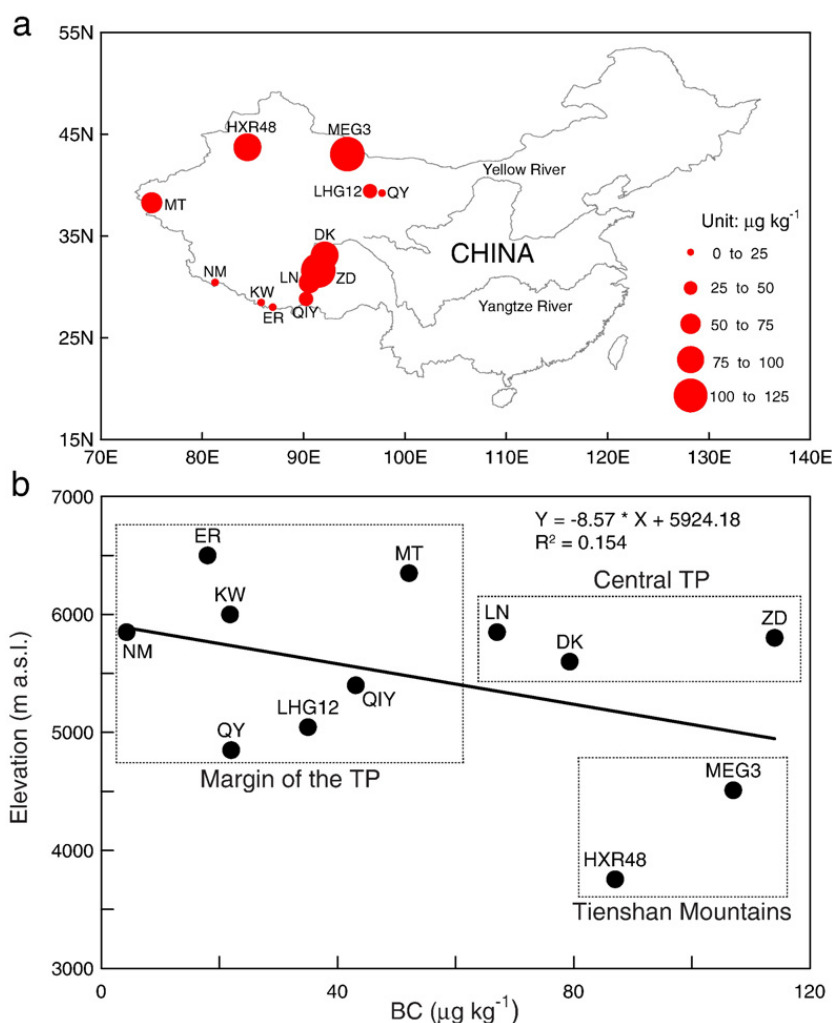 a
55N
45N
35N
25N
15N
70E 80E 90E 100E 110E 120E 130E 140E
HXR48
MEG3
MT
LHG12 QY
DK
NM
LN
ZD
KW
ER
QIY
CHINA
Yellow River
Yangtze River
Unit: µg kg⁻¹
0 to 25
25 to 50
50 to 75
75 to 100
100 to 125
b
7000
6000
5000
4000
3000
Elevation (m a.s.l.)
Y = -8.57 * X + 5924.18
R² = 0.154
ER
MT
KW
NM
QIY
LHG12
QY
Margin of the TP
Central TP
LN
DK
ZD
MEG3
HXR48
Tienshan Mountains
0 40 80 120
BC (µg kg⁻¹)